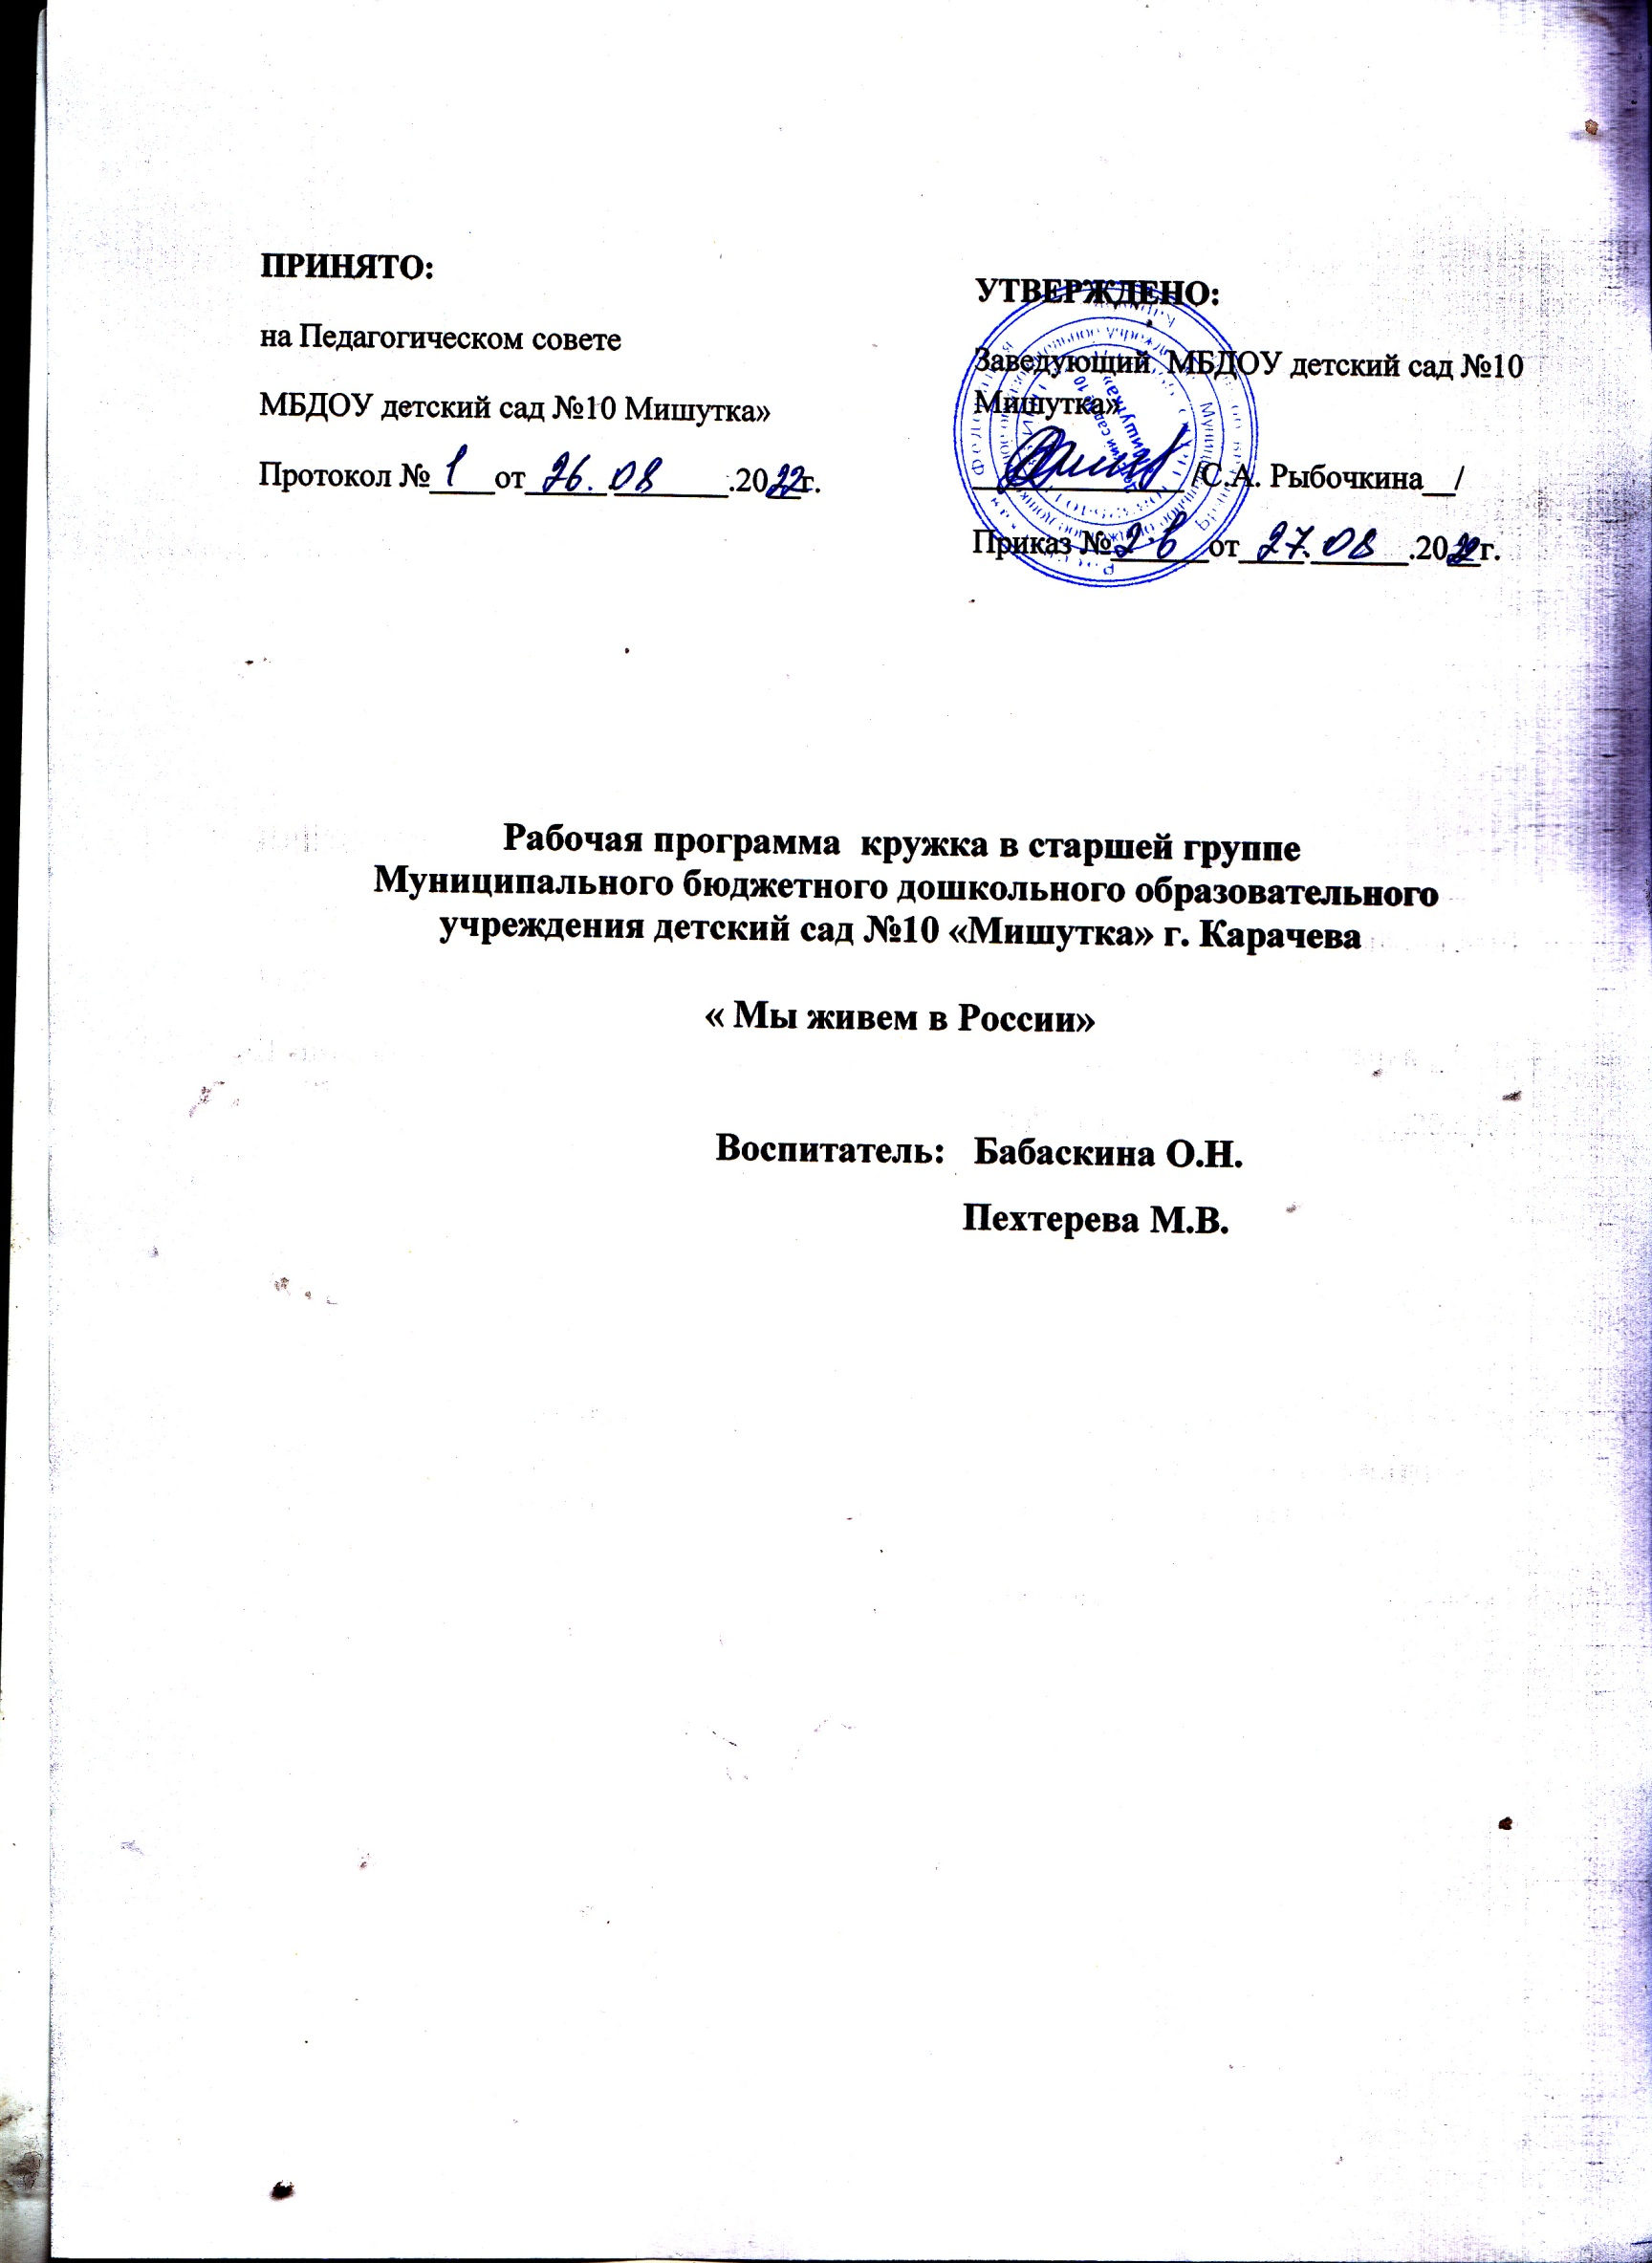 ПРИНЯТО:
на Педагогическом совете
МБДОУ детский сад №10 Мишутка»
Протокол №1 от 26.08.2022г.
УТВЕРЖДЕНО:
Заведующий МБДОУ детский сад №10
Мишутка»
/С.А. Рыбочкина__/
Приказ № от 27.08.2022г.
Рабочая программа кружка в старшей группе
Муниципального бюджетного дошкольного образовательного
учреждения детский сад №10 «Мишутка» г. Карачева
« Мы живем в России»
Воспитатель: Бабаскина О.Н.
Пехтерева М.В.